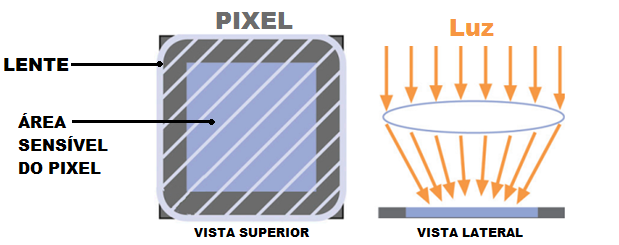 PIXEL
LENTE
ÁREA
SENSÍVEL
DO PIXEL
VISTA SUPERIOR
Luz
VISTA LATERAL